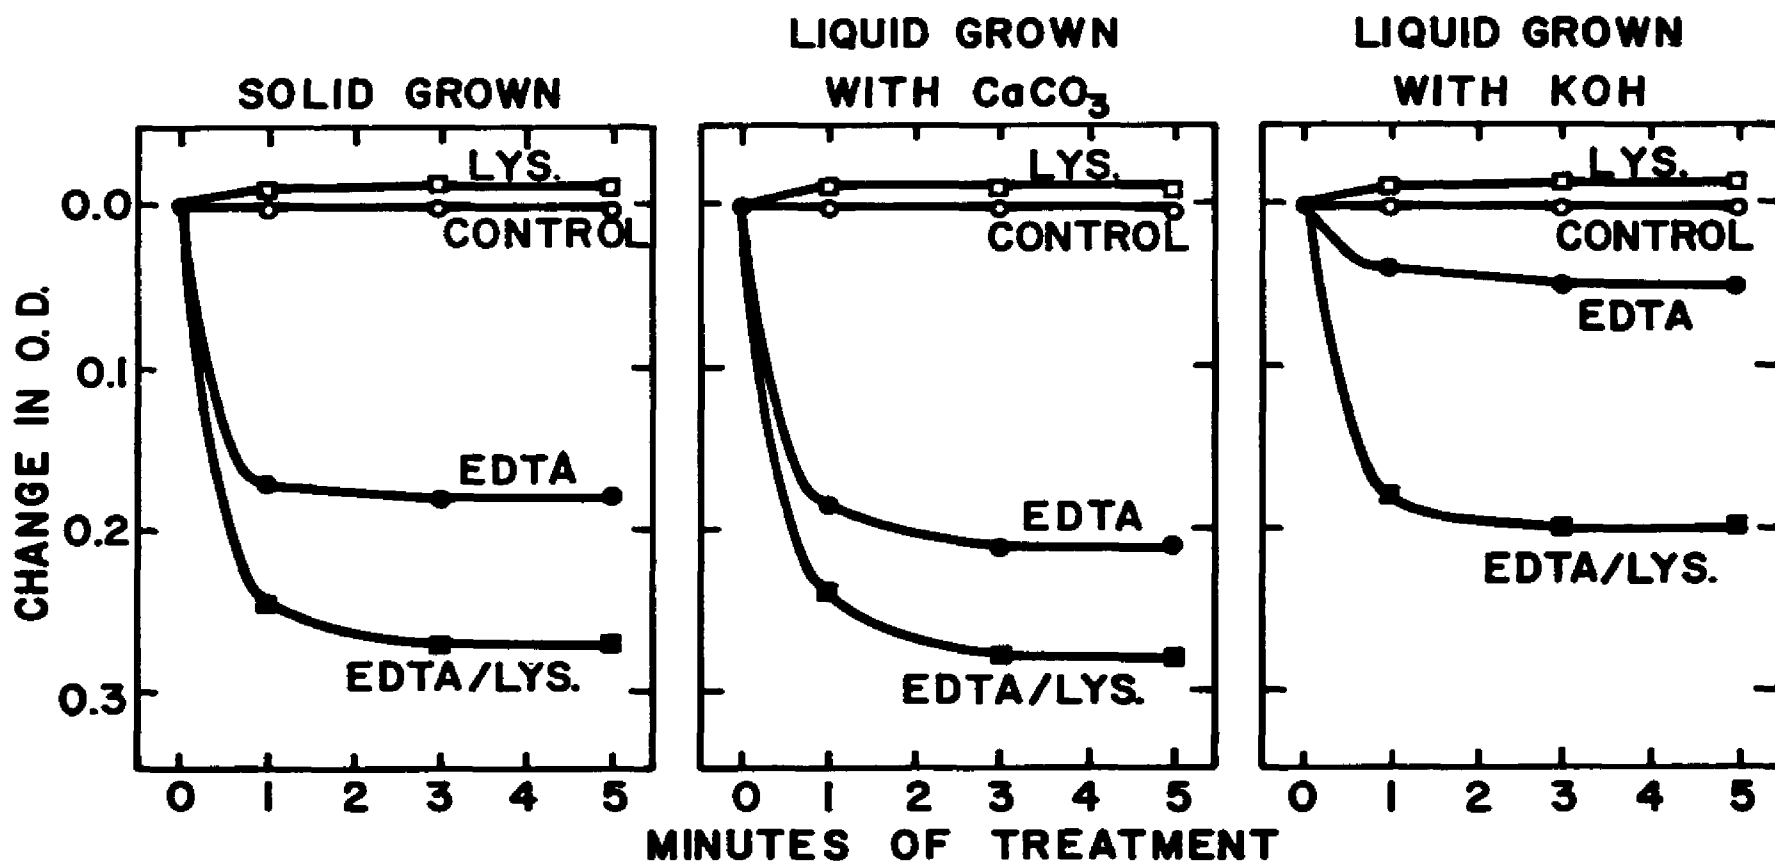 SOLID GROWN
LIQUID GROWN
WITH CaCO3
LIQUID GROWN
WITH KOH
CHANGE IN O.D.
0.0
0.1
0.2
0.3
LYS.
CONTROL
EDTA
EDTA/LYS.
0 1 2 3 4 5
LYS.
CONTROL
EDTA
EDTA/LYS.
0 1 2 3 4 5
LYS.
CONTROL
EDTA
EDTA/LYS.
0 1 2 3 4 5
MINUTES OF TREATMENT